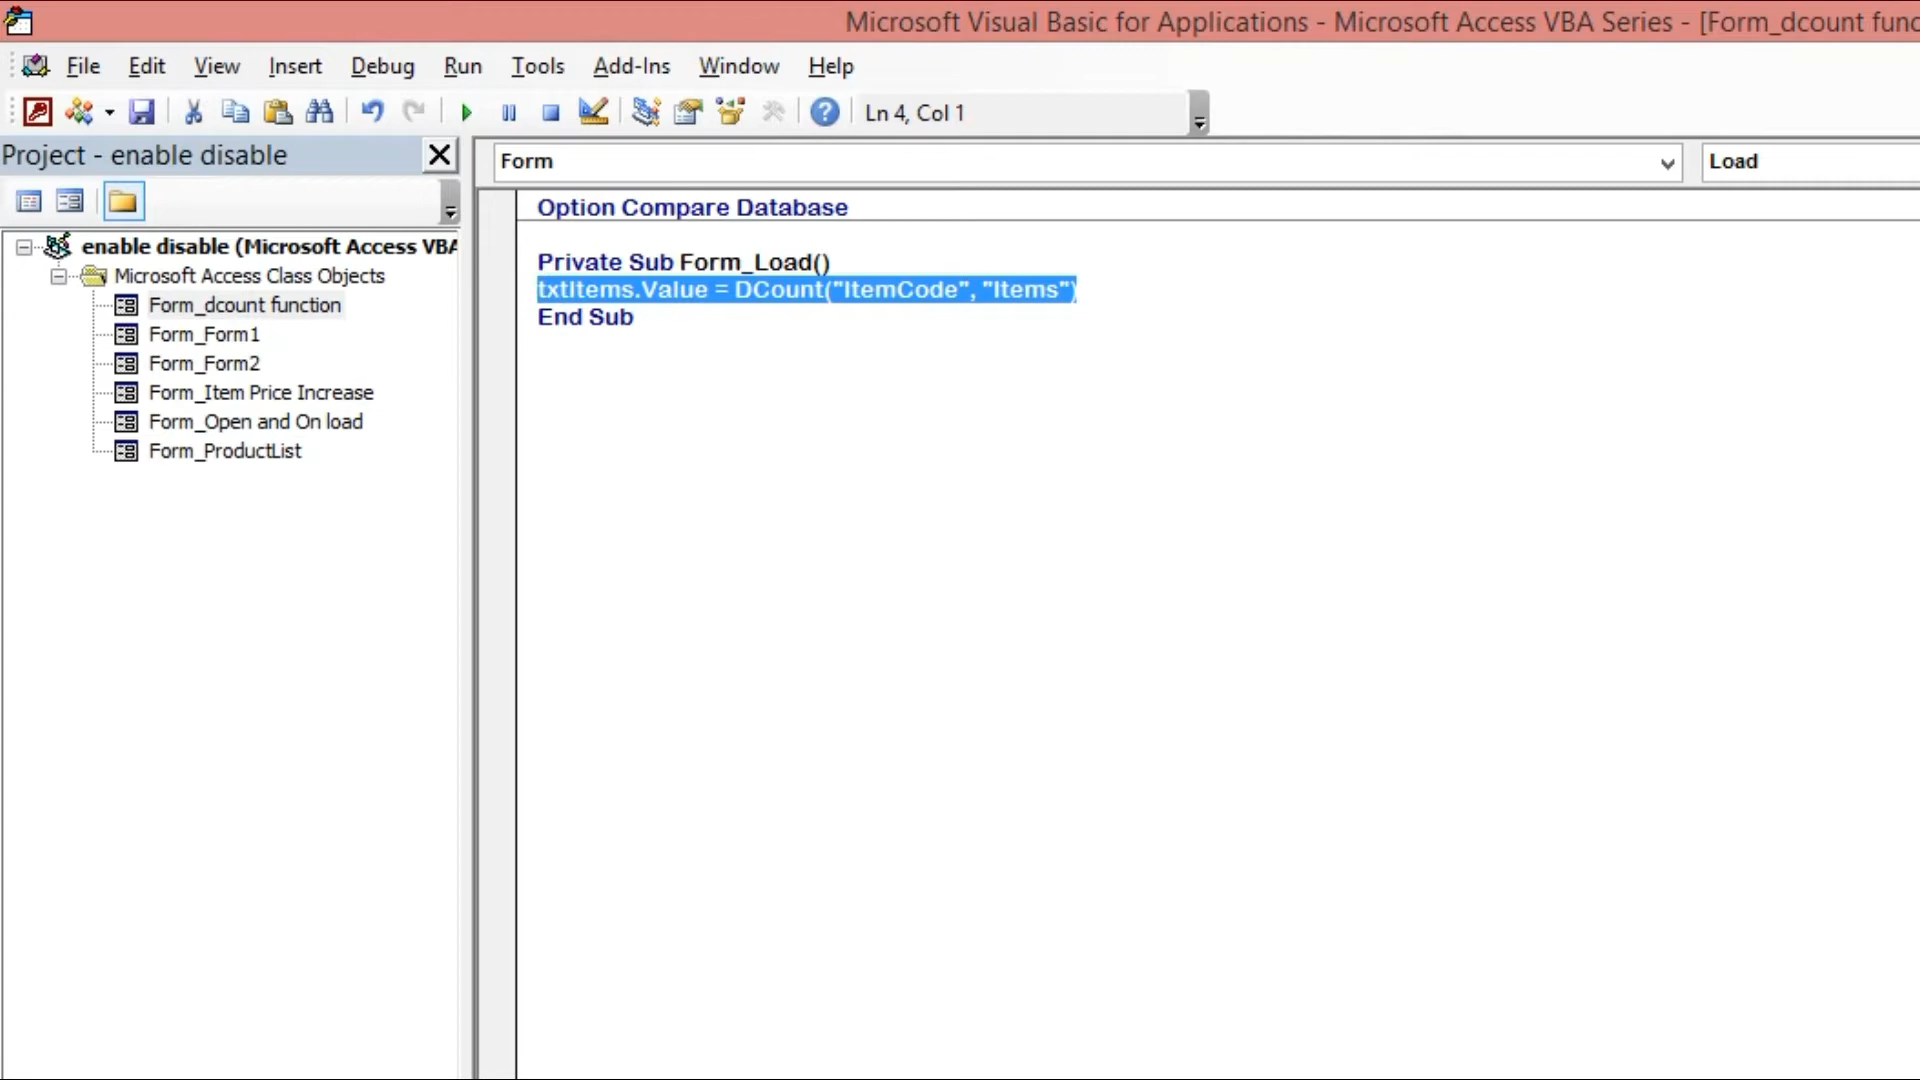 Microsoft Visual Basic for Applications - Microsoft Access VBA Series - [Form_dcount func
File Edit View Insert Debug Run Tools Add-Ins Window Help
Ln 4, Col 1
Project - enable disable
Form
Load
enable disable (Microsoft Access VBA
Microsoft Access Class Objects
Form_dcount function
Form_Form1
Form_Form2
Form_Item Price Increase
Form_Open and On load
Form_ProductList
Option Compare Database
Private Sub Form_Load()
txtItems.Value = DCount("ItemCode", "Items")
End Sub